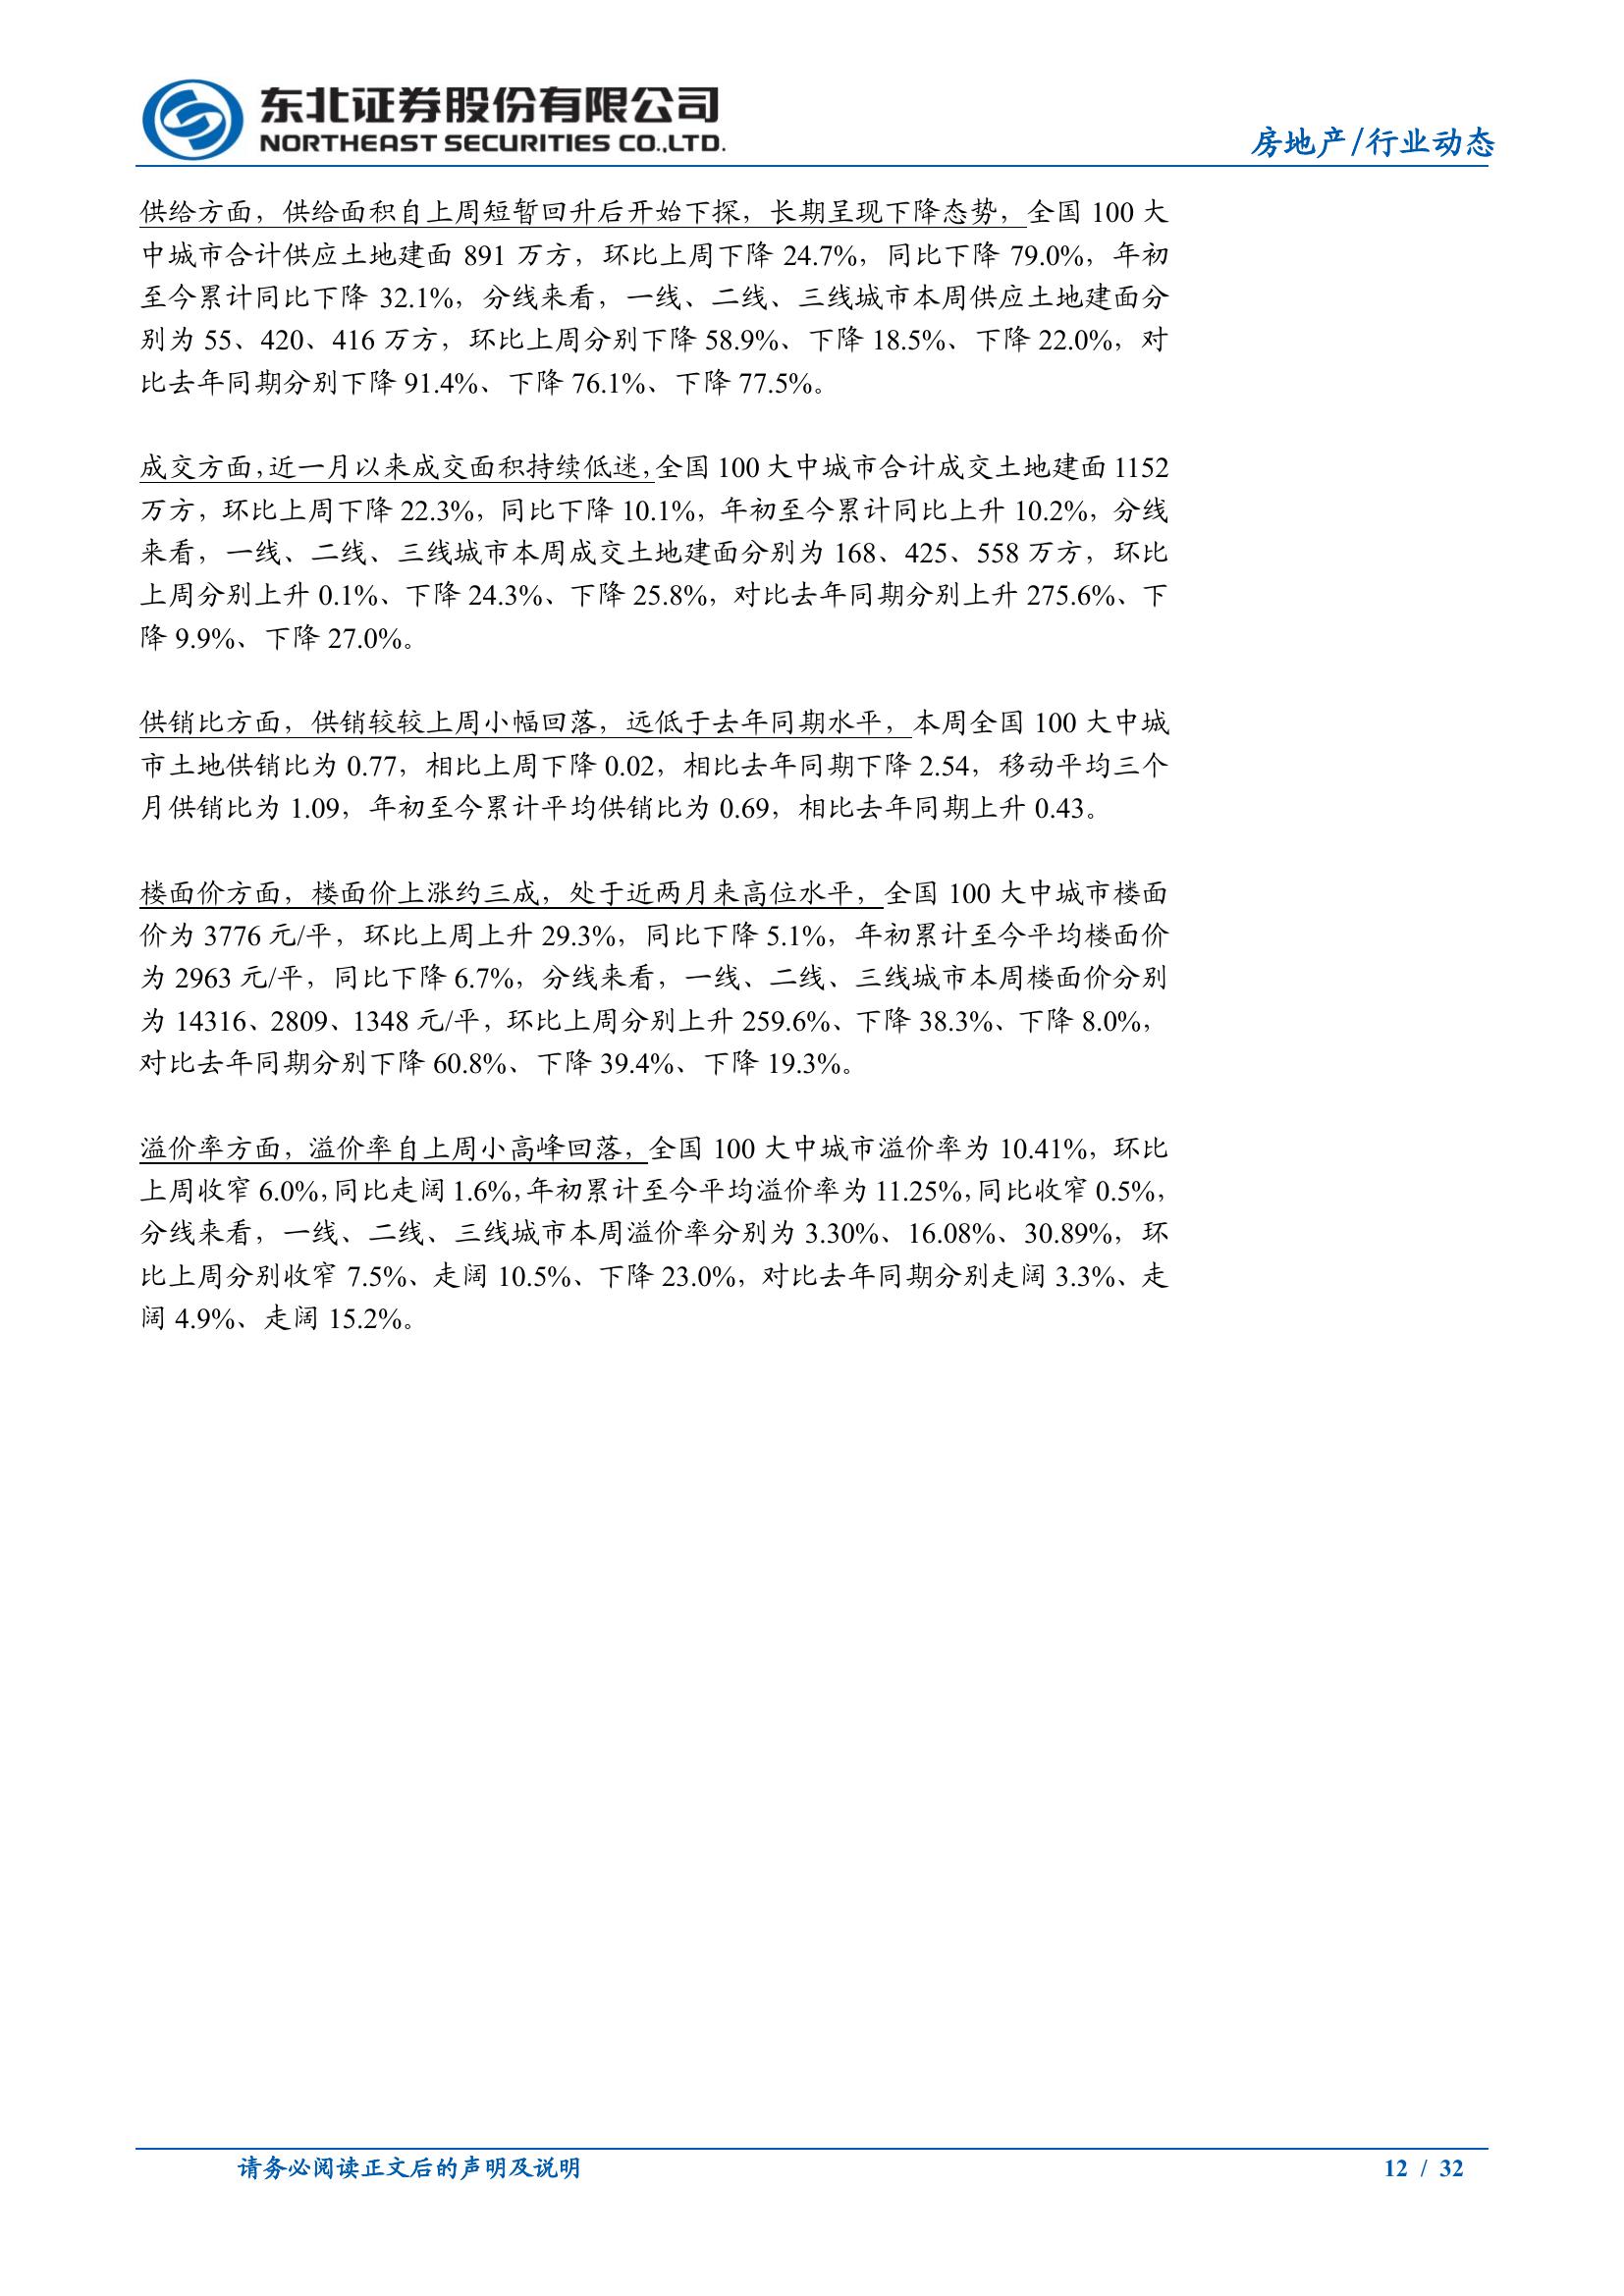 东北证券股份有限公司
NORTHEAST SECURITIES CO.,LTD.
房地产/行业动态
供给方面，供给面积自上周短暂回升后开始下探，长期呈现下降态势，全国 100 大
中城市合计供应土地建面 891 万方，环比上周下降 24.7%，同比下降 79.0%，年初
至今累计同比下降 32.1%，分线来看，一线、二线、三线城市本周供应土地建面分
别为 55、420、416 万方，环比上周分别下降 58.9%、下降 18.5%、下降 22.0%，对
比去年同期分别下降 91.4%、下降 76.1%、下降 77.5%。
成交方面，近一月以来成交面积持续低迷，全国 100 大中城市合计成交土地建面 1152
万方，环比上周下降 22.3%，同比下降 10.1%，年初至今累计同比上升 10.2%，分线
来看，一线、二线、三线城市本周成交土地建面分别为 168、425、558 万方，环比
上周分别上升 0.1%、下降 24.3%、下降 25.8%，对比去年同期分别上升 275.6%、下
降 9.9%、下降 27.0%。
供销比方面，供销较较上周小幅回落，远低于去年同期水平，本周全国 100 大中城
市土地供销比为 0.77，相比上周下降 0.02，相比去年同期下降 2.54，移动平均三个
月供销比为 1.09，年初至今累计平均供销比为 0.69，相比去年同期上升 0.43。
楼面价方面，楼面价上涨约三成，处于近两月来高位水平，全国 100 大中城市楼面
价为 3776 元/平，环比上周上升 29.3%，同比下降 5.1%，年初累计至今平均楼面价
为 2963 元/平，同比下降 6.7%，分线来看，一线、二线、三线城市本周楼面价分别
为 14316、2809、1348 元/平，环比上周分别上升 259.6%、下降 38.3%、下降 8.0%，
对比去年同期分别下降 60.8%、下降 39.4%、下降 19.3%。
溢价率方面，溢价率自上周小高峰回落，全国 100 大中城市溢价率为 10.41%，环比
上周收窄 6.0%，同比走阔 1.6%，年初累计至今平均溢价率为 11.25%，同比收窄 0.5%，
分线来看，一线、二线、三线城市本周溢价率分别为 3.30%、16.08%、30.89%，环
比上周分别收窄 7.5%、走阔 10.5%、下降 23.0%，对比去年同期分别走阔 3.3%、走
阔 4.9%、走阔 15.2%。
请务必阅读正文后的声明及说明
12 / 32